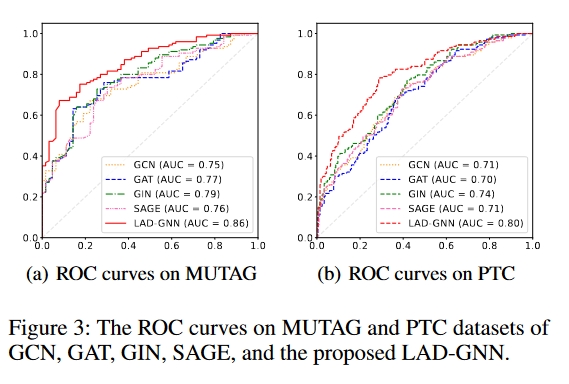 1.0
0.8
0.6
0.4
0.2
0.0
0.0 0.2 0.4 0.6 0.8 1.0
GCN (AUC = 0.75)
GAT (AUC = 0.77)
GIN (AUC = 0.79)
SAGE (AUC = 0.76)
LAD-GNN (AUC = 0.86)
(a) ROC curves on MUTAG
1.0
0.8
0.6
0.4
0.2
0.0
0.0 0.2 0.4 0.6 0.8 1.0
GCN (AUC = 0.71)
GAT (AUC = 0.70)
GIN (AUC = 0.74)
SAGE (AUC = 0.71)
LAD-GNN (AUC = 0.80)
(b) ROC curves on PTC
Figure 3: The ROC curves on MUTAG and PTC datasets of
GCN, GAT, GIN, SAGE, and the proposed LAD-GNN.